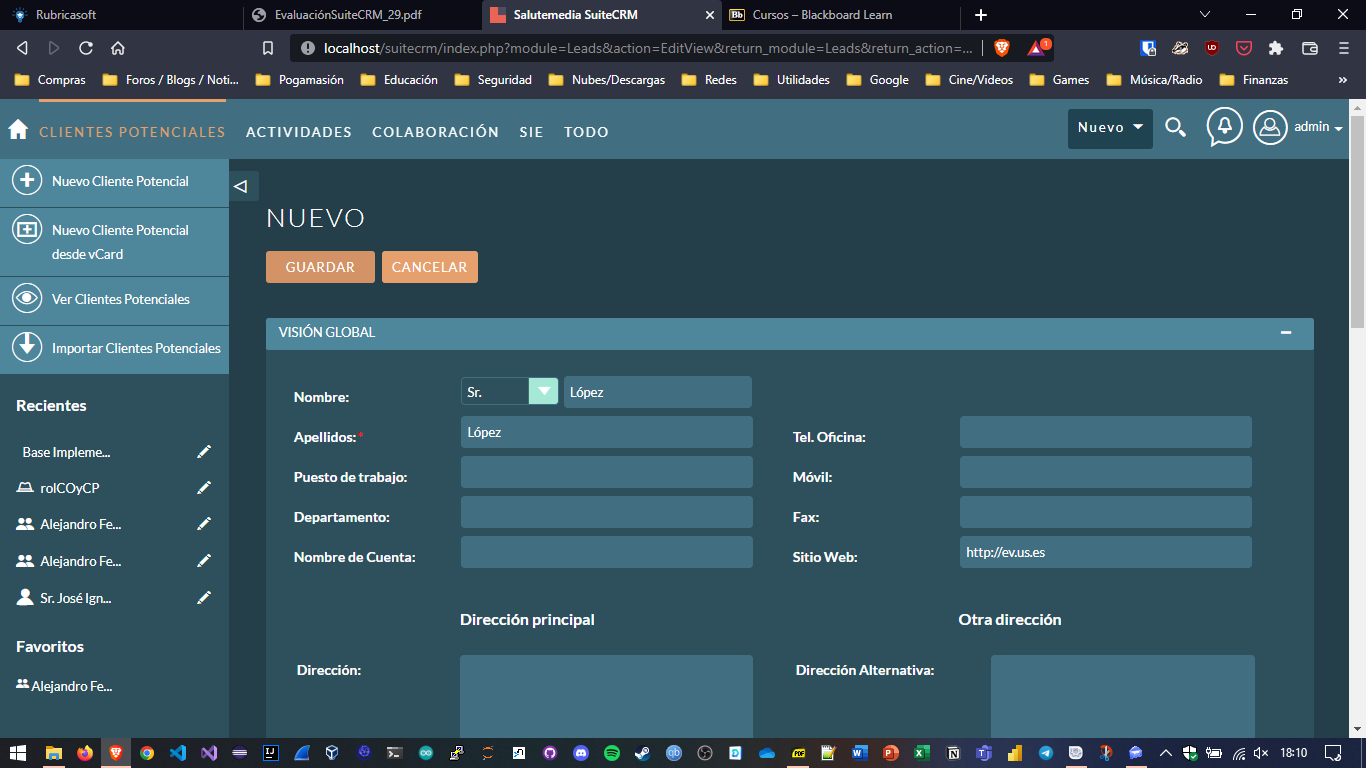 Rubricasoft
EvaluaciónSuiteCRM_29.pdf
Salutemedia SuiteCRM
Bb
Cursos – Blackboard Learn
localhost/suitecrm/index.php?module=Leads&action=EditView&return_module=Leads&return_action=...
1
Compras
Foros / Blogs / Noti...
Pogamasión
Educación
Seguridad
Nubes/Descargas
Redes
Utilidades
Google
Cine/Videos
Games
Música/Radio
Finanzas
»
CLIENTES POTENCIALES
ACTIVIDADES
COLABORACIÓN
SIE
TODO
Nuevo
admin
Nuevo Cliente Potencial
Nuevo Cliente Potencial
desde vCard
Ver Clientes Potenciales
Importar Clientes Potenciales
Recientes
Base Impleme...
rolCOyCP
Alejandro Fe...
Alejandro Fe...
Sr. José Ign...
Favoritos
Alejandro Fe...
NUEVO
GUARDAR
CANCELAR
VISIÓN GLOBAL
Nombre:
Sr.
López
Apellidos:*
López
Tel. Oficina:
Puesto de trabajo:
Móvil:
Departamento:
Fax:
Nombre de Cuenta:
Sitio Web:
http://ev.us.es
Dirección principal
Otra dirección
Dirección:
Dirección Alternativa:
18:10